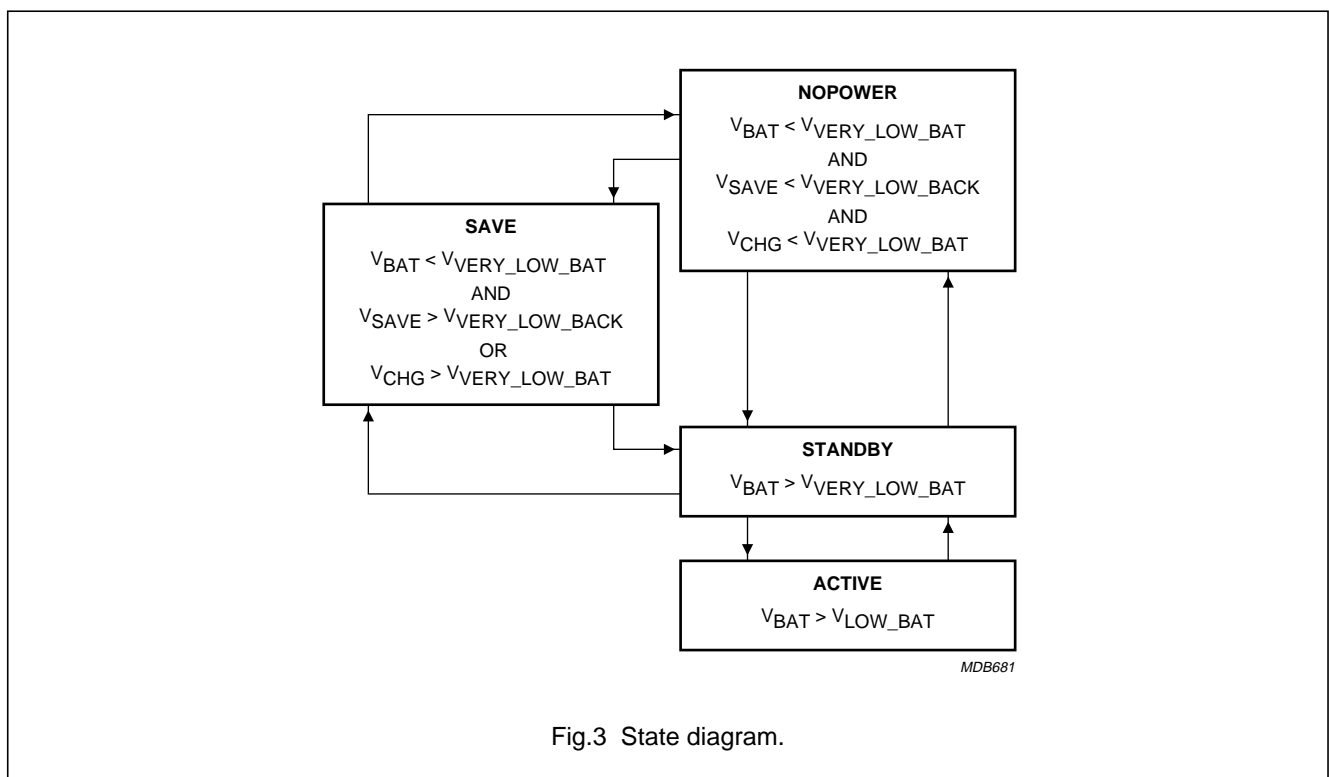 NOPOWER
VBAT < VVERY_LOW_BAT
AND
VSAVE < VVERY_LOW_BACK
AND
VCHG < VVERY_LOW_BAT
SAVE
VBAT < VVERY_LOW_BAT
AND
VSAVE > VVERY_LOW_BACK
OR
VCHG > VVERY_LOW_BAT
STANDBY
VBAT > VVERY_LOW_BAT
ACTIVE
VBAT > VLOW_BAT
MDB681
Fig.3 State diagram.